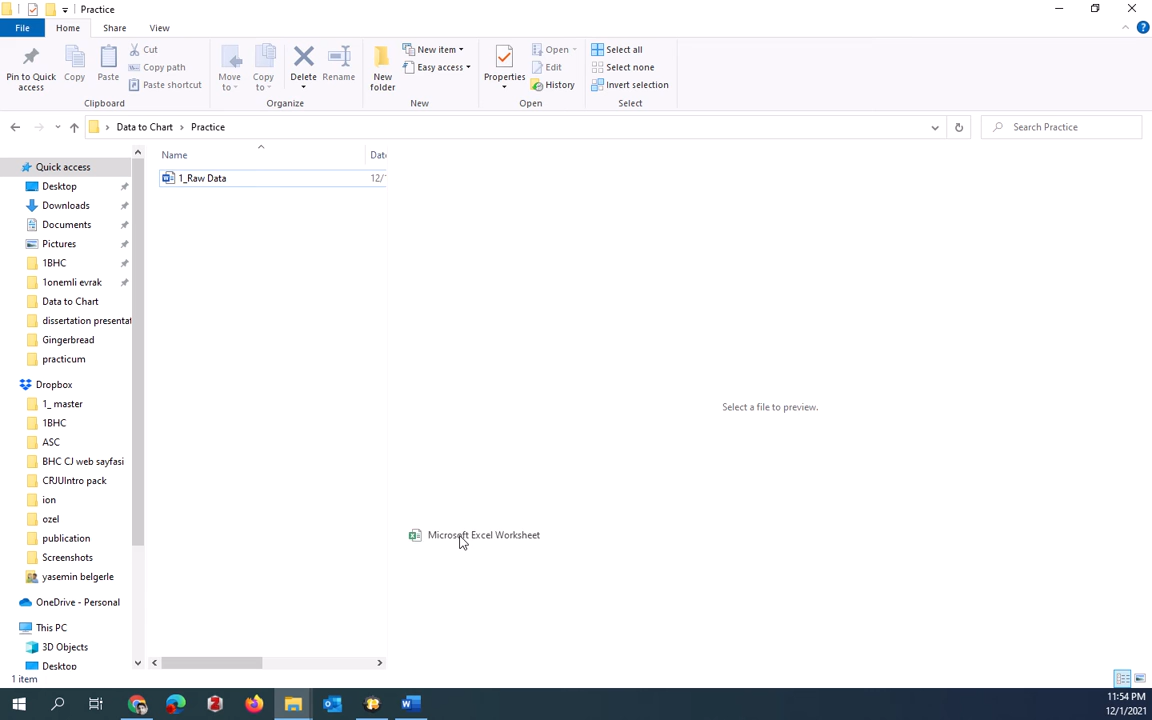 Practice
File
Home
Share
View
Pin to Quick access
Copy
Paste
Cut
Copy path
Paste shortcut
Clipboard
Move to
Copy to
Delete
Rename
Organize
New folder
New item
Easy access
New
Properties
Open
Edit
History
Open
Select all
Select none
Invert selection
Select
Data to Chart
Practice
Search Practice
Name
Date
1_Raw Data
12/
Quick access
Desktop
Downloads
Documents
Pictures
1BHC
1onemli evrak
Data to Chart
dissertation presentat
Gingerbread
practicum
Dropbox
1_ master
1BHC
ASC
BHC CJ web sayfasi
CRJUIntro pack
ion
ozel
publication
Screenshots
yasemin belgerle
OneDrive - Personal
This PC
3D Objects
Desktop
Select a file to preview.
Microsoft Excel Worksheet
1 item
11:54 PM
12/1/2021